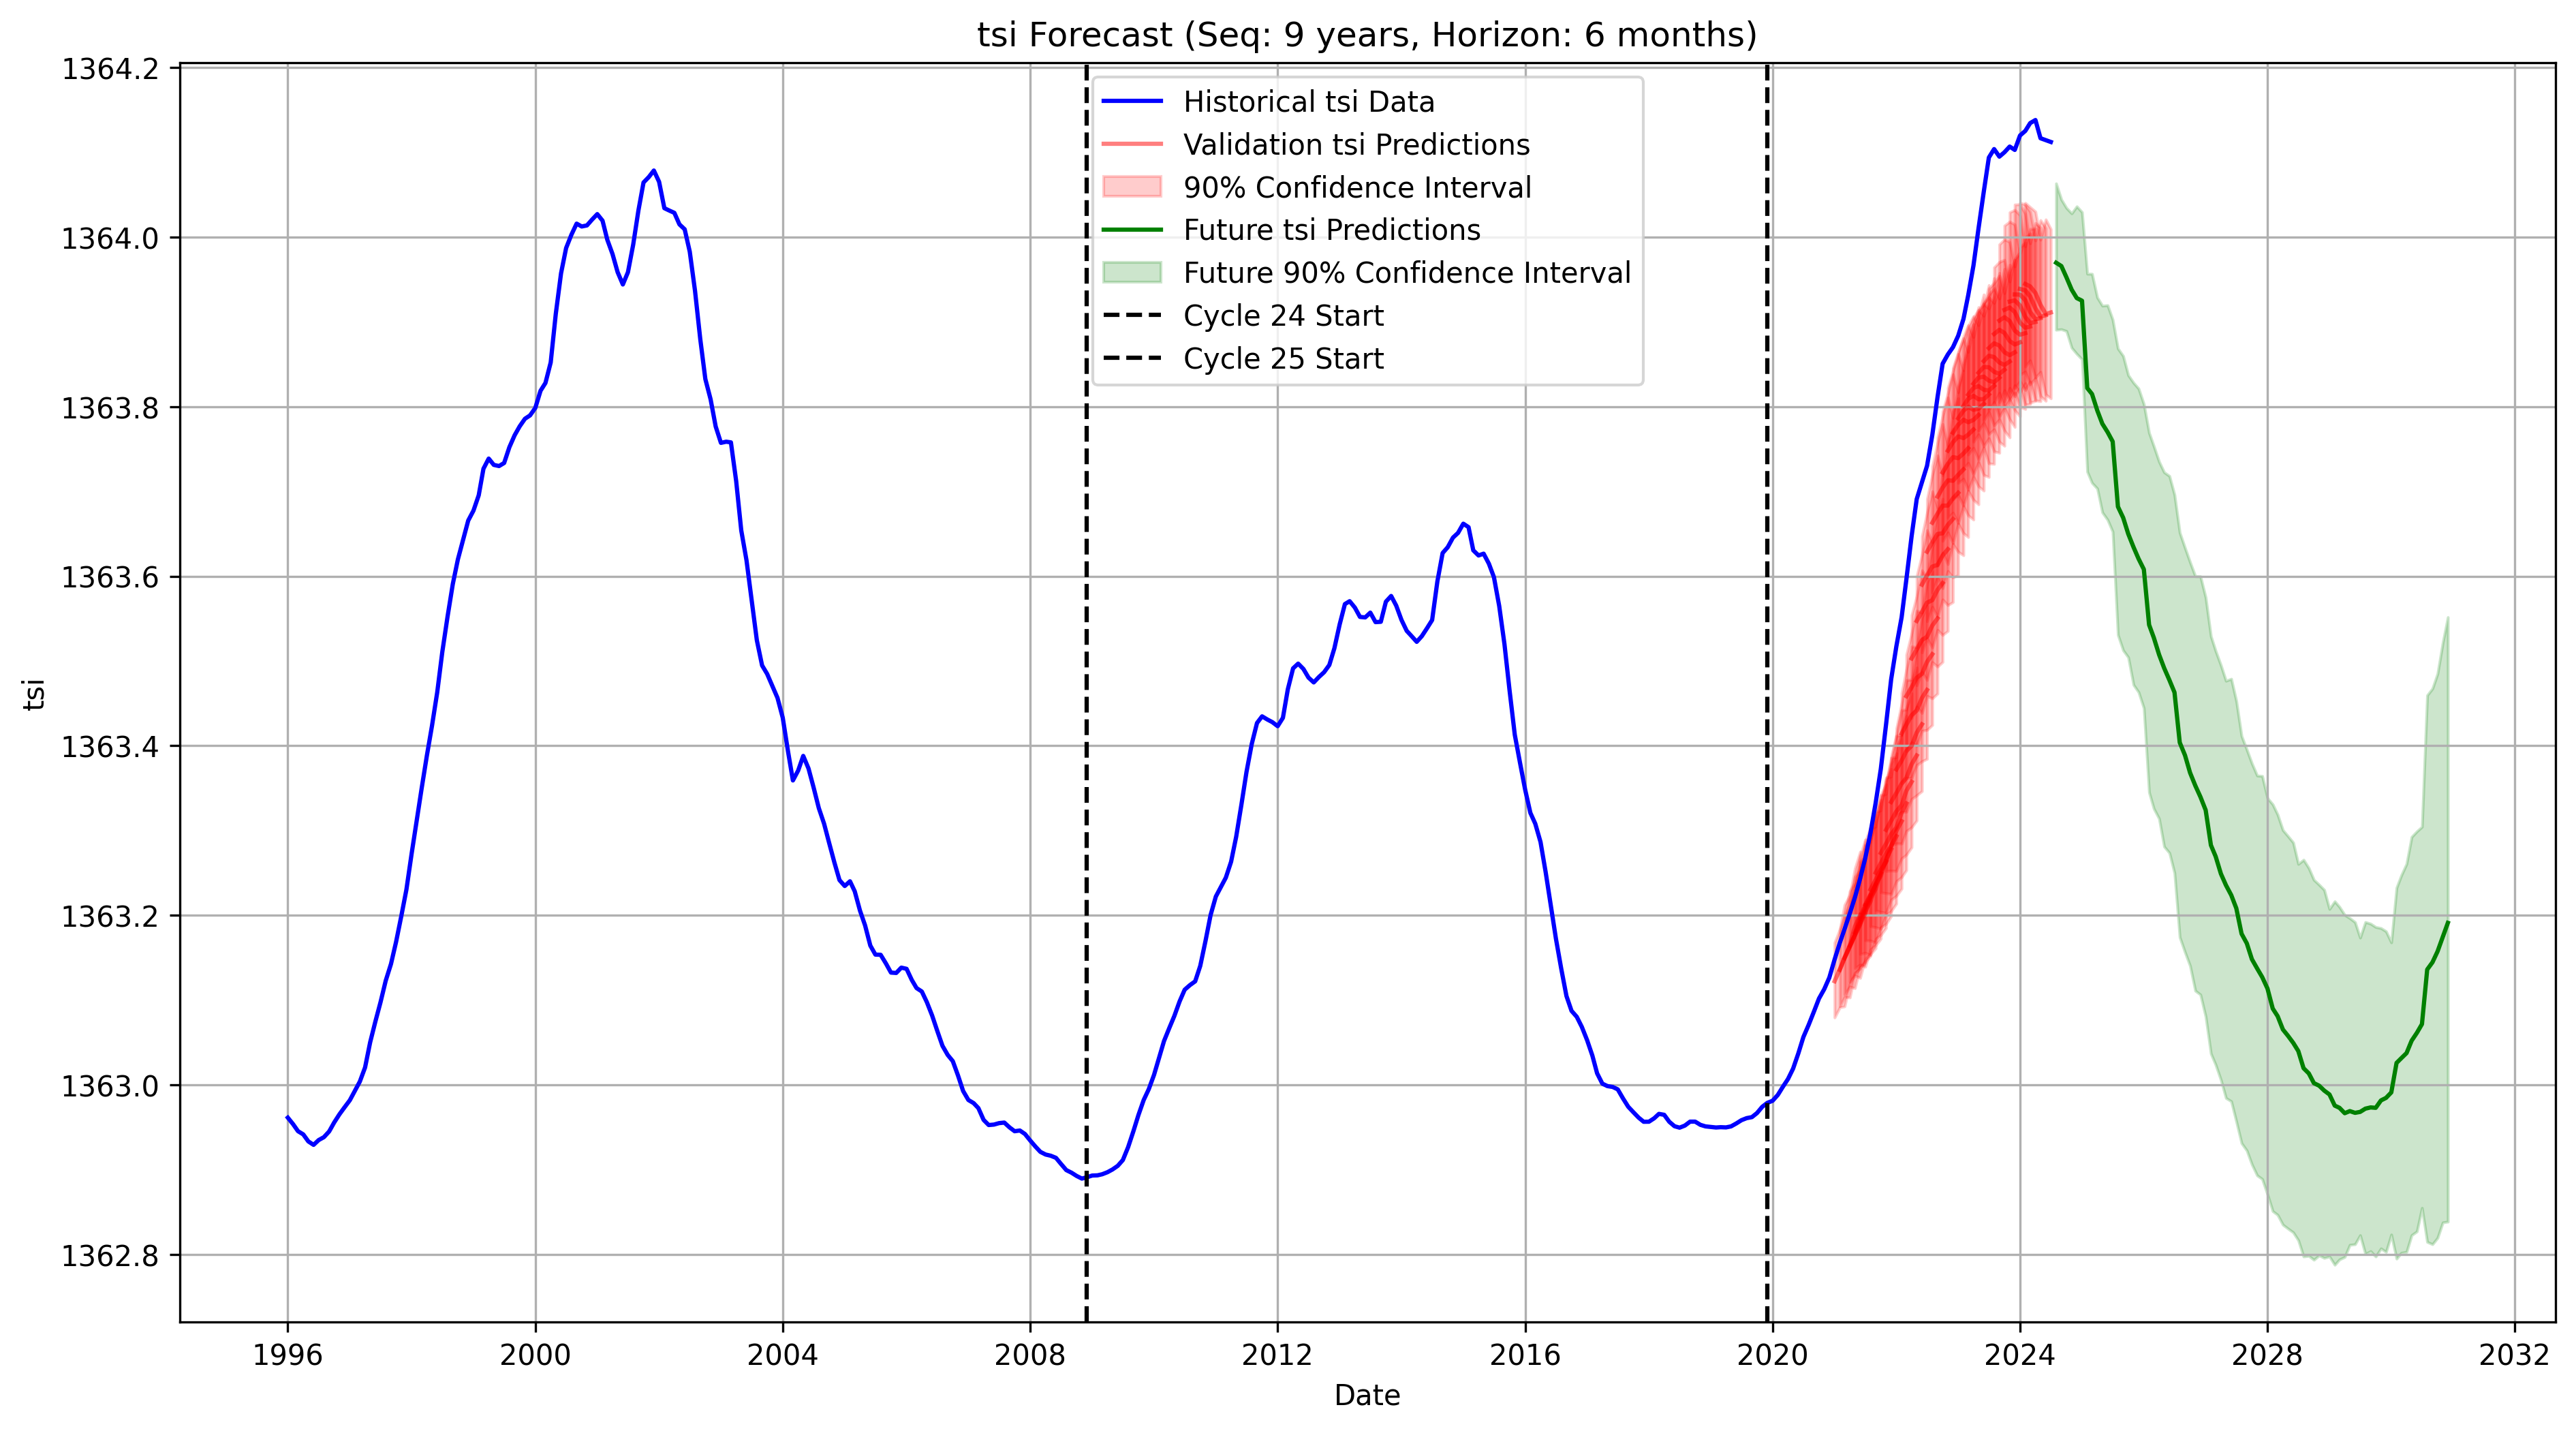 tsi Forecast (Seq: 9 years, Horizon: 6 months)
1364.2
1364.0
1363.8
1363.6
1363.4
1363.2
1363.0
1362.8
tsi
Historical tsi Data
Validation tsi Predictions
90% Confidence Interval
Future tsi Predictions
Future 90% Confidence Interval
Cycle 24 Start
Cycle 25 Start
1996 2000 2004 2008 2012 2016 2020 2024 2028 2032
Date